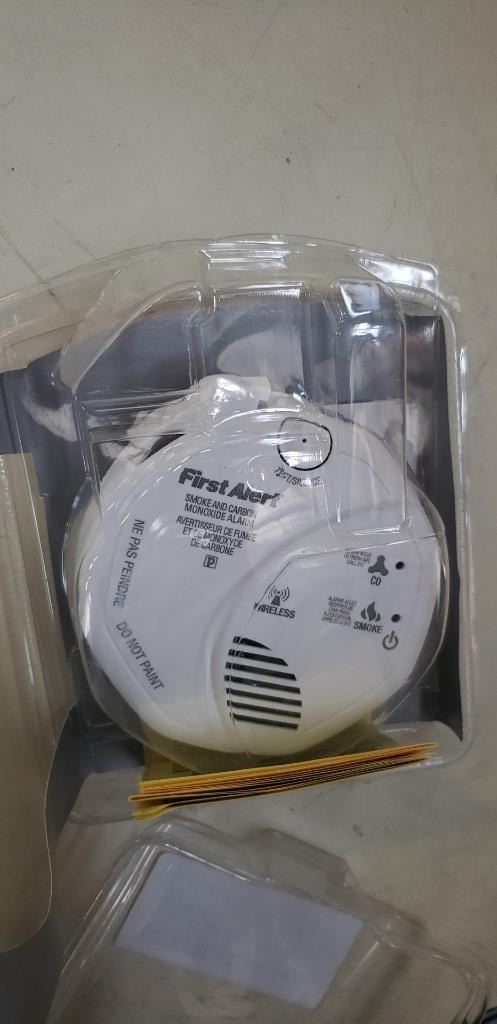 TEST/SILENCE
First Alert
SMOKE AND CARBON
MONOXIDE ALARM
AVERTISSEUR DE FUMÉE
ET DE MONOXYDE
DE CARBONE
P
NE PAS PEINDRE DO NOT PAINT
CO
WIRELESS
SMOKE